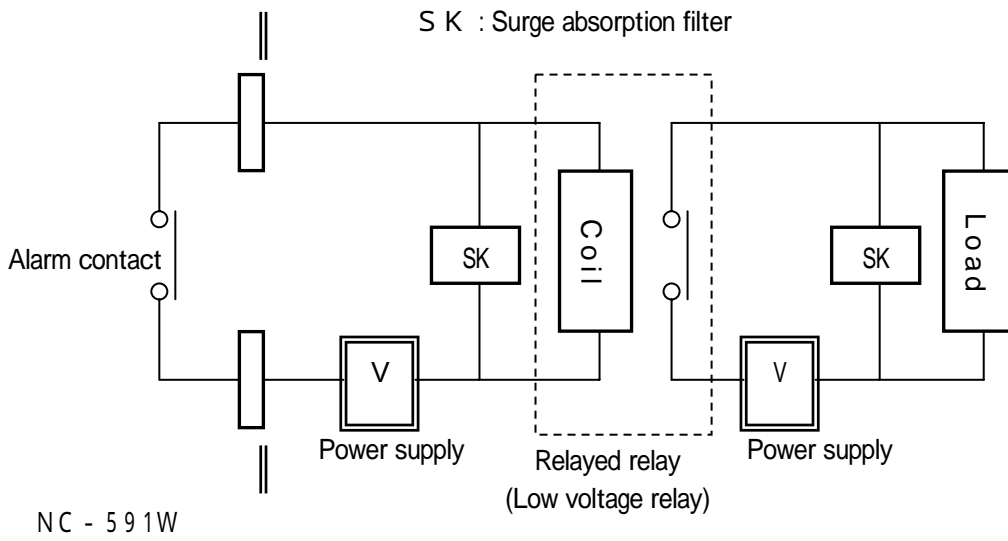 SK : Surge absorption filter
Alarm contact
SK
Coil
SK
Load
V
V
Power supply
Power supply
Relayed relay
(Low voltage relay)
NC - 591W